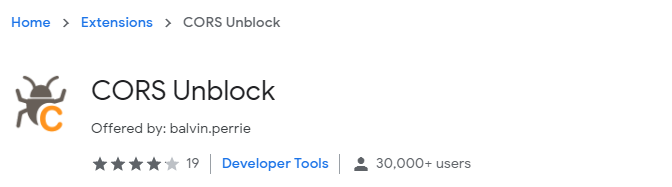 Home > Extensions > CORS Unblock
CORS Unblock
C
Offered by: balvin.perrie
19 Developer Tools 30,000+ users